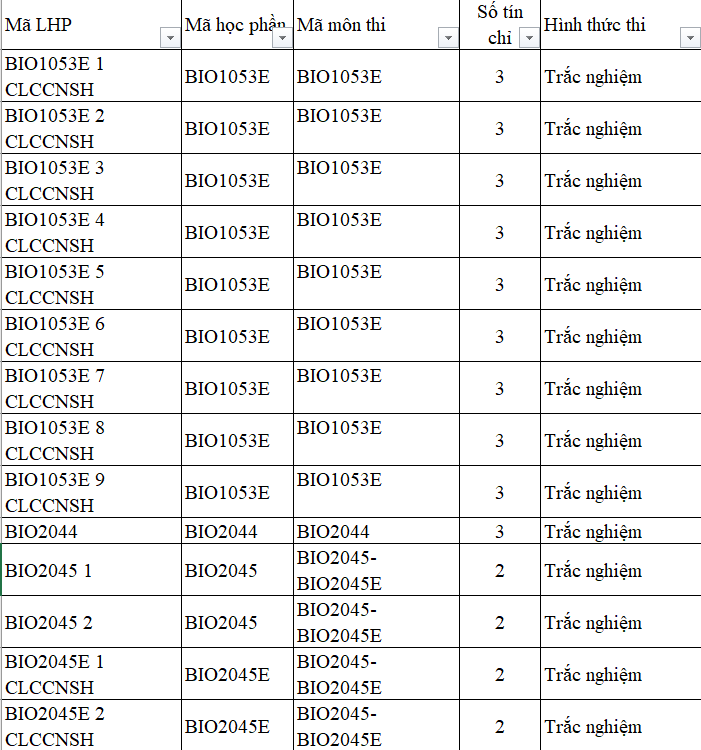 Mã LHP Mã học phần Mã môn thi Số tín chỉ Hình thức thi
BIO1053E 1 CLCCNSH BIO1053E BIO1053E 3 Trắc nghiệm
BIO1053E 2 CLCCNSH BIO1053E BIO1053E 3 Trắc nghiệm
BIO1053E 3 CLCCNSH BIO1053E BIO1053E 3 Trắc nghiệm
BIO1053E 4 CLCCNSH BIO1053E BIO1053E 3 Trắc nghiệm
BIO1053E 5 CLCCNSH BIO1053E BIO1053E 3 Trắc nghiệm
BIO1053E 6 CLCCNSH BIO1053E BIO1053E 3 Trắc nghiệm
BIO1053E 7 CLCCNSH BIO1053E BIO1053E 3 Trắc nghiệm
BIO1053E 8 CLCCNSH BIO1053E BIO1053E 3 Trắc nghiệm
BIO1053E 9 CLCCNSH BIO1053E BIO1053E 3 Trắc nghiệm
BIO2044 BIO2044 BIO2044 3 Trắc nghiệm
BIO2045 1 BIO2045 BIO2045-BIO2045E 2 Trắc nghiệm
BIO2045 2 BIO2045 BIO2045-BIO2045E 2 Trắc nghiệm
BIO2045E 1 CLCCNSH BIO2045E BIO2045-BIO2045E 2 Trắc nghiệm
BIO2045E 2 CLCCNSH BIO2045E BIO2045-BIO2045E 2 Trắc nghiệm